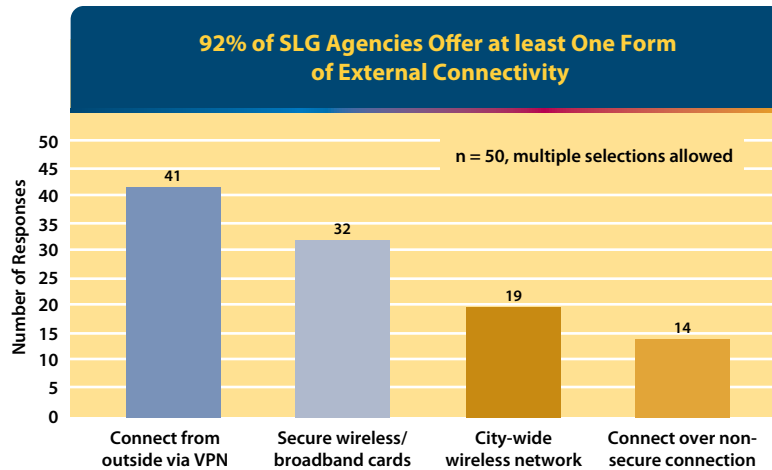 92% of SLG Agencies Offer at least One Form
of External Connectivity
n = 50, multiple selections allowed
Number of Responses
50
45
40
35
30
25
20
15
10
5
0
41
32
19
14
Connect from
outside via VPN
Secure wireless/
broadband cards
City-wide
wireless network
Connect over non-
secure connection